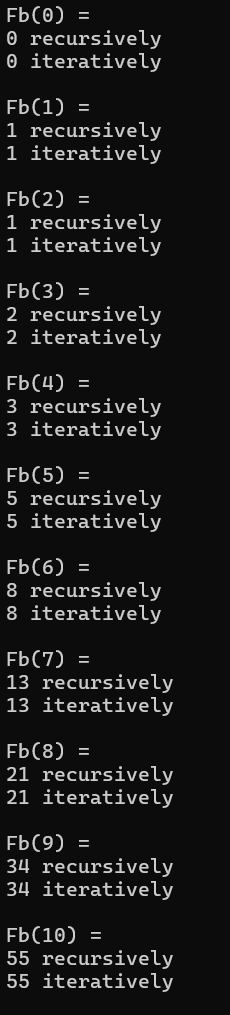 Fb(0) =
0 recursively
0 iteratively
Fb(1) =
1 recursively
1 iteratively
Fb(2) =
1 recursively
1 iteratively
Fb(3) =
2 recursively
2 iteratively
Fb(4) =
3 recursively
3 iteratively
Fb(5) =
5 recursively
5 iteratively
Fb(6) =
8 recursively
8 iteratively
Fb(7) =
13 recursively
13 iteratively
Fb(8) =
21 recursively
21 iteratively
Fb(9) =
34 recursively
34 iteratively
Fb(10) =
55 recursively
55 iteratively